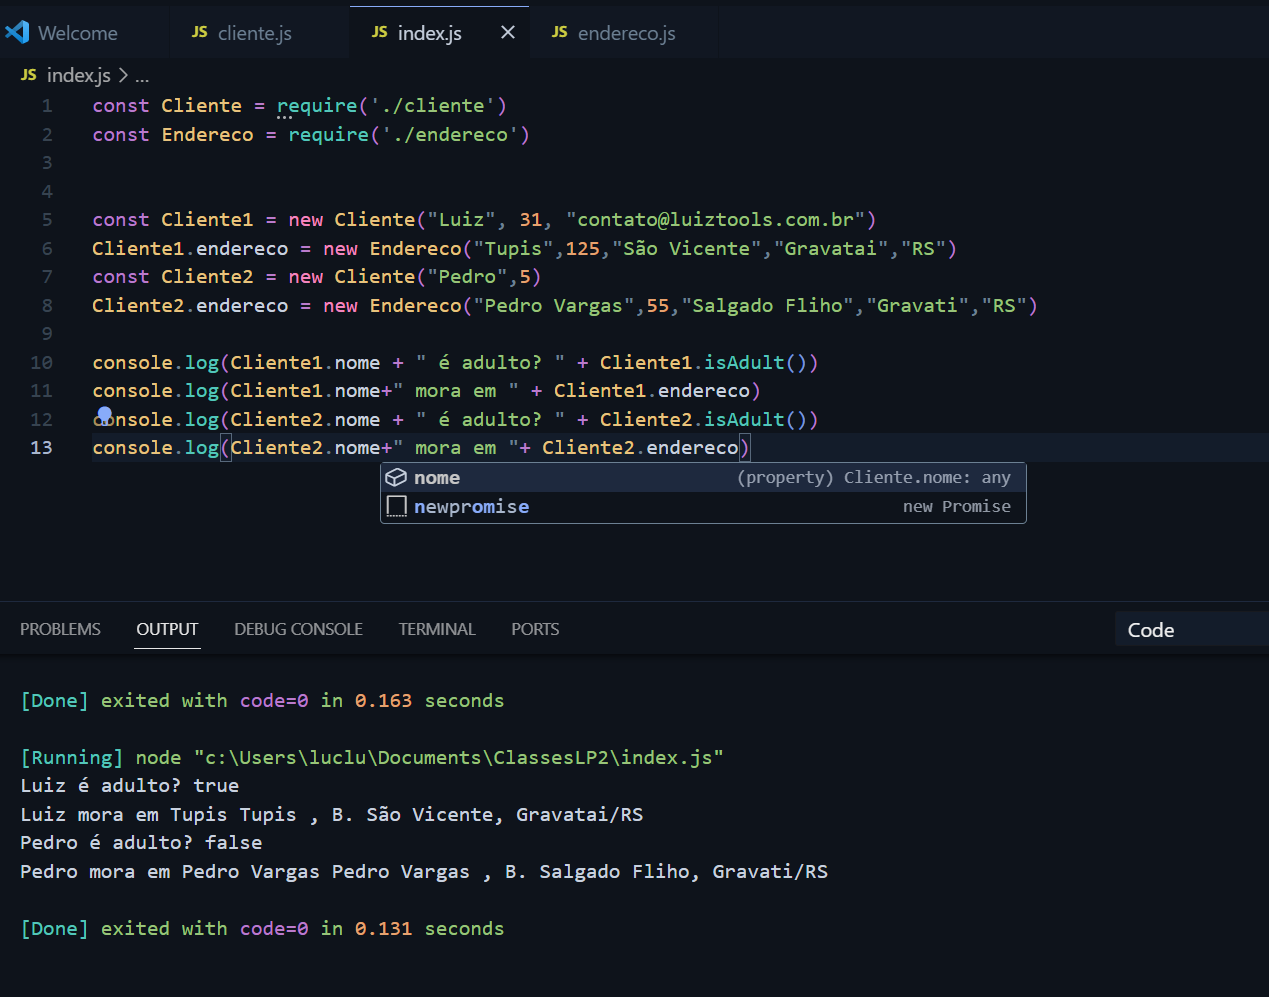 Welcome
JS cliente.js
JS index.js
JS endereco.js
JS index.js > ...
1 const Cliente = require('./cliente')
2 const Endereco = require('./endereco')
3
4
5 const Cliente1 = new Cliente("Luiz", 31, "contato@luiztools.com.br")
6 Cliente1.endereco = new Endereco("Tupis",125,"São Vicente","Gravatai","RS")
7 const Cliente2 = new Cliente("Pedro",5)
8 Cliente2.endereco = new Endereco("Pedro Vargas",55,"Salgado Fliho","Gravati","RS")
9
10 console.log(Cliente1.nome + " é adulto? " + Cliente1.isAdult())
11 console.log(Cliente1.nome+" mora em " + Cliente1.endereco)
12 console.log(Cliente2.nome + " é adulto? " + Cliente2.isAdult())
13 console.log(Cliente2.nome+" mora em "+ Cliente2.endereco)
nome (property) Cliente.nome: any
newpromise new Promise
PROBLEMS OUTPUT DEBUG CONSOLE TERMINAL PORTS Code
[Done] exited with code=0 in 0.163 seconds
[Running] node "c:\Users\luclu\Documents\ClassesLP2\index.js"
Luiz é adulto? true
Luiz mora em Tupis Tupis , B. São Vicente, Gravatai/RS
Pedro é adulto? false
Pedro mora em Pedro Vargas Pedro Vargas , B. Salgado Fliho, Gravati/RS
[Done] exited with code=0 in 0.131 seconds